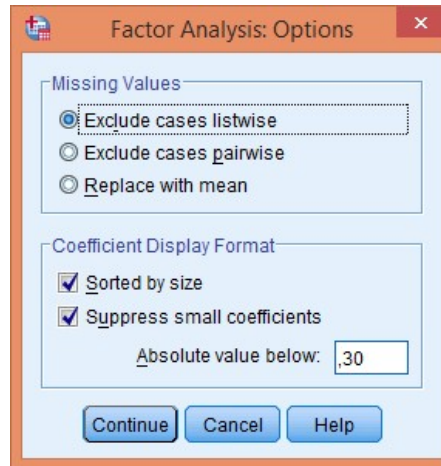 Factor Analysis: Options
Missing Values
Exclude cases listwise
Exclude cases pairwise
Replace with mean
Coefficient Display Format
Sorted by size
Suppress small coefficients
Absolute value below: ,30
Continue Cancel Help